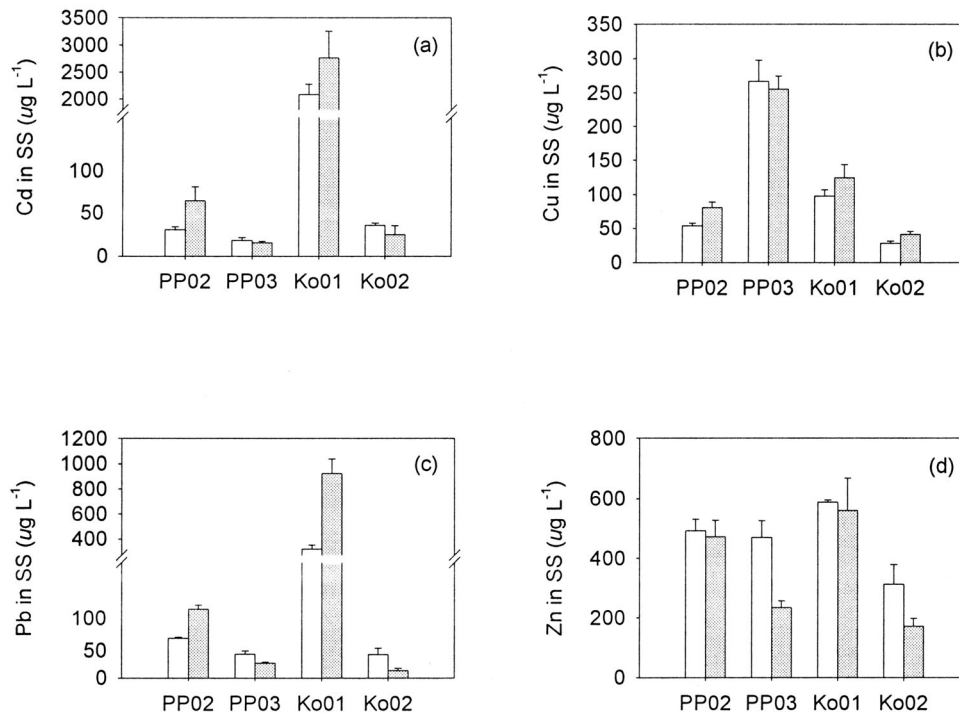 (a)
Cd in SS (ug L-1)
3500
3000
2500
2000
100
50
0
PP02 PP03 Ko01 Ko02
(b)
Cu in SS (ug L-1)
350
300
250
200
150
100
50
0
PP02 PP03 Ko01 Ko02
(c)
Pb in SS (ug L-1)
1200
1000
800
600
400
100
50
0
PP02 PP03 Ko01 Ko02
(d)
Zn in SS (ug L-1)
800
600
400
200
0
PP02 PP03 Ko01 Ko02